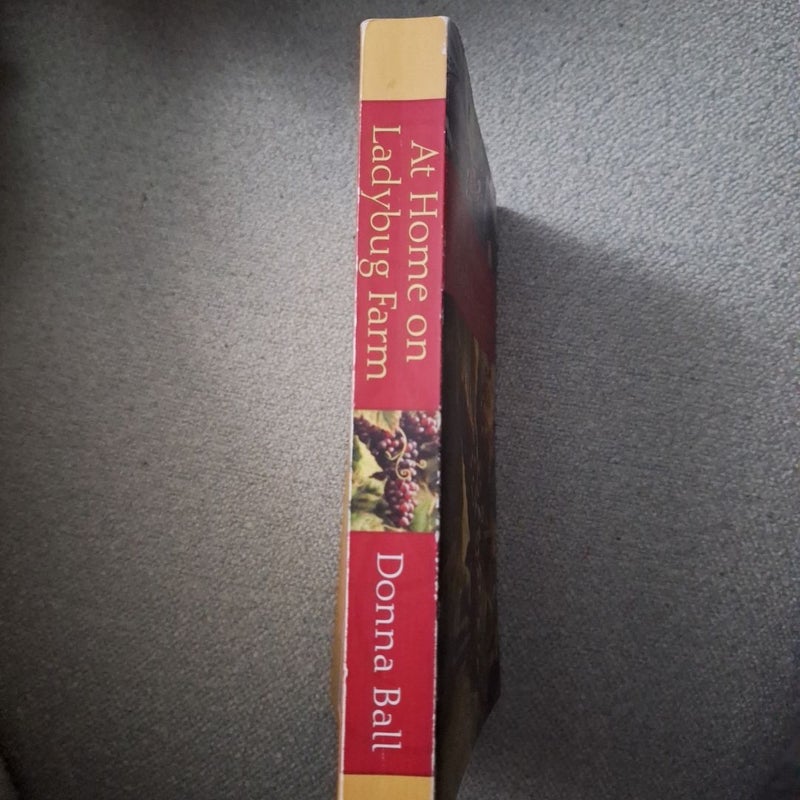 At Home on
Ladybug Farm
Donna Ball